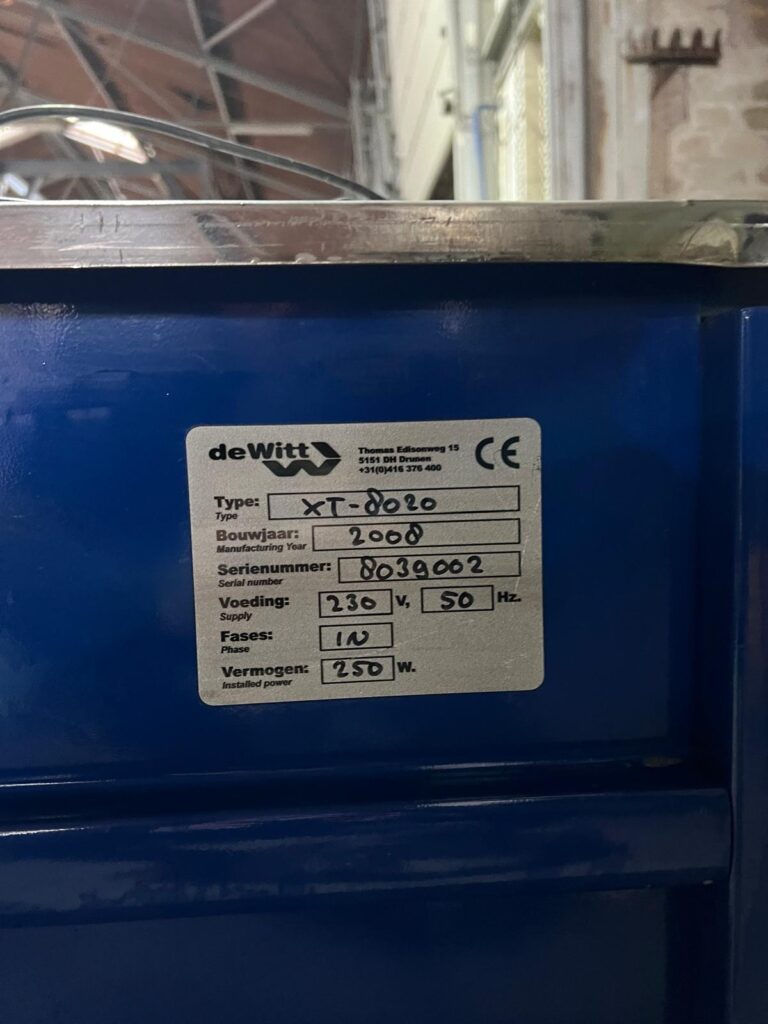 deWitt
Thomas Edisonweg 15
5151 DH Drunen
+31(0)416 376 400
CE
Type: XT-8020
Type
Bouwjaar: 2008
Manufacturing Year
Serienummer: 8039002
Serial number
Voeding: 230 V, 50 Hz.
Supply
Fases: 1N
Phase
Vermogen: 250 W.
Installed power